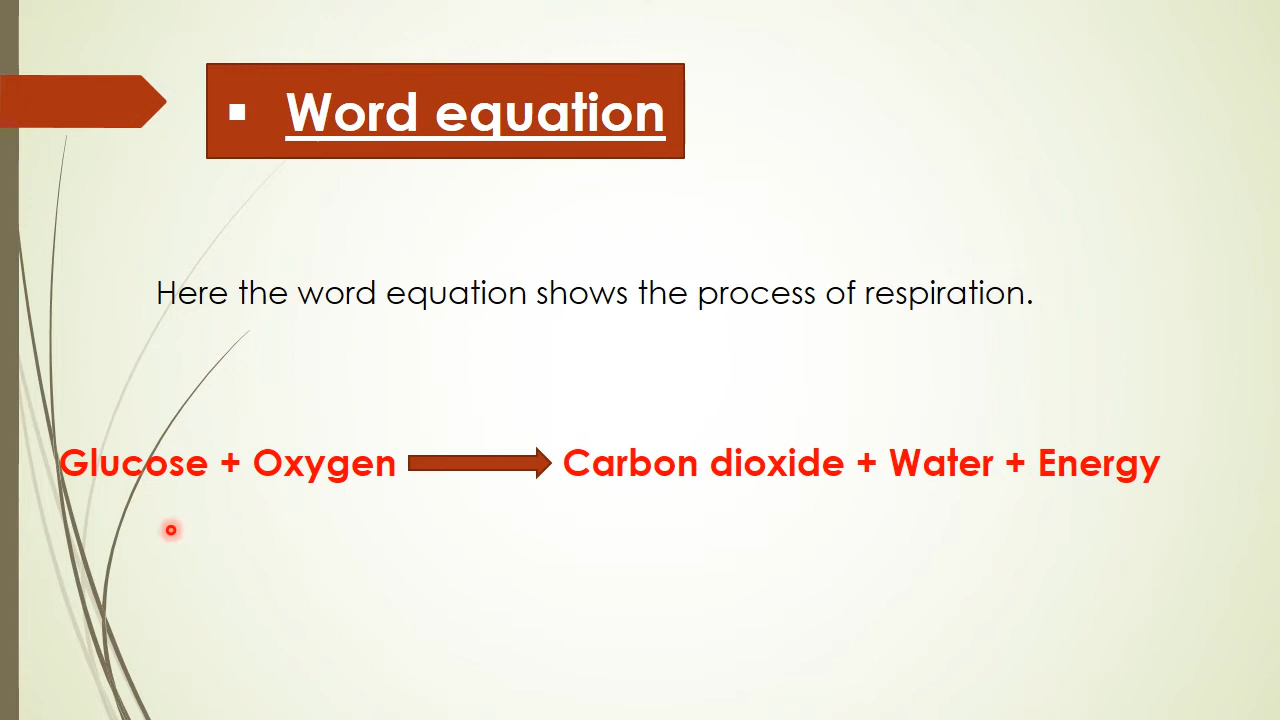 ▪ Word equation
Here the word equation shows the process of respiration.
Glucose + Oxygen → Carbon dioxide + Water + Energy